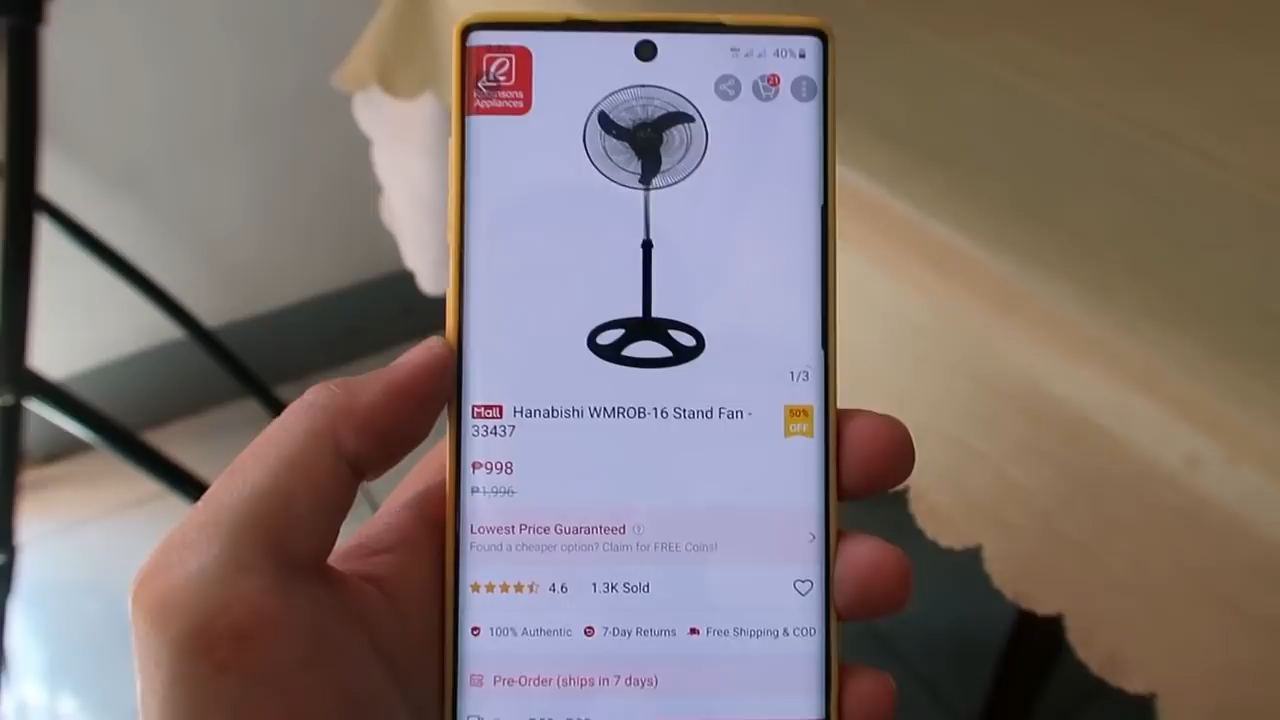 40%
Robinsons
Appliances
21
1/3
Mall Hanabishi WMROB-16 Stand Fan -
33437
50%
OFF
₱998
₱1,996
Lowest Price Guaranteed
Found a cheaper option? Claim for FREE Coins!
4.6 1.3K Sold
100% Authentic 7-Day Returns Free Shipping & COD
Pre-Order (ships in 7 days)